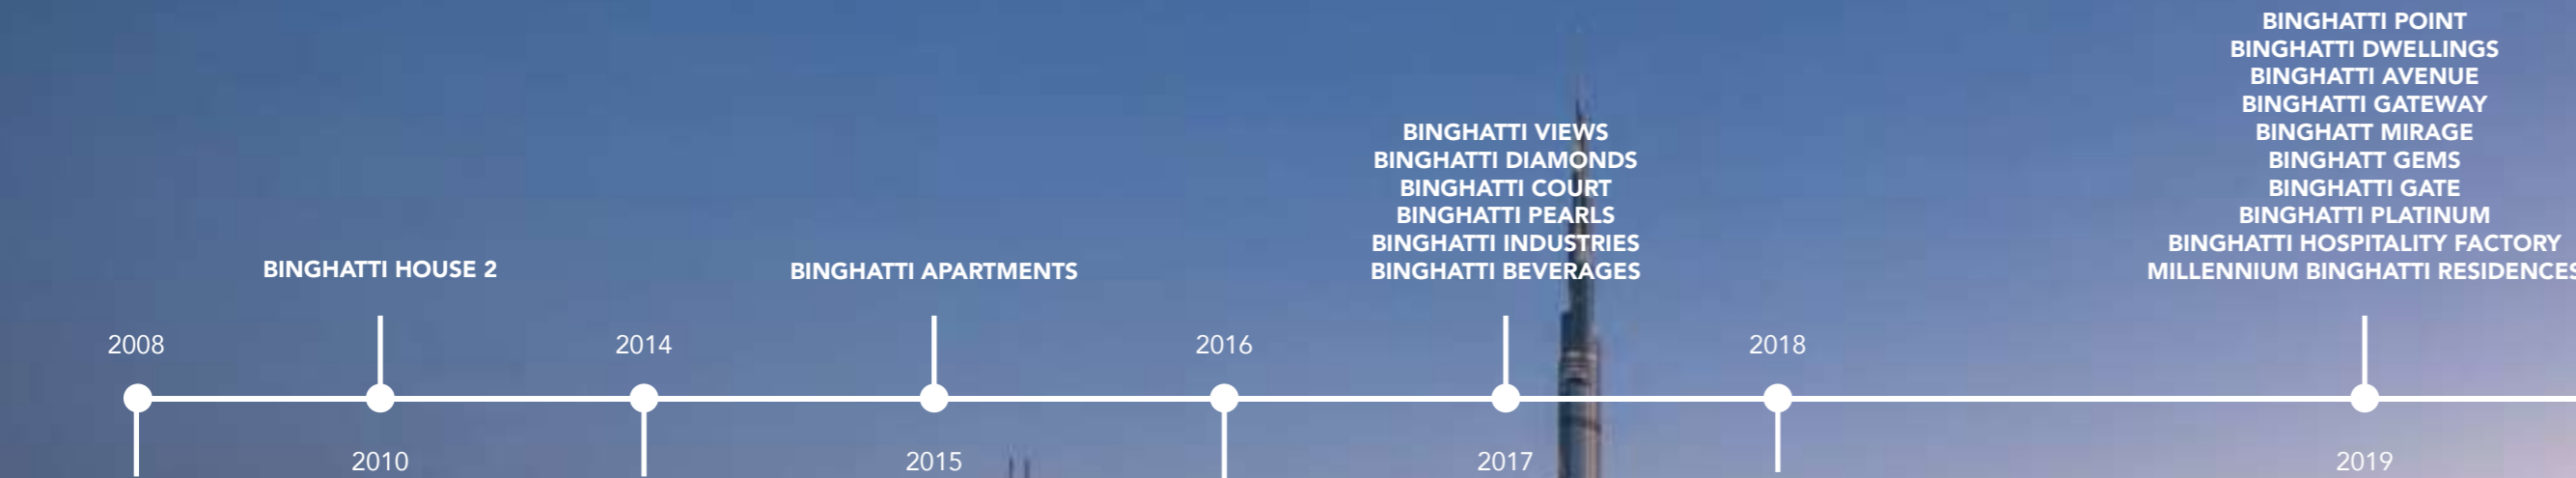 BINGHATTI POINT
BINGHATTI DWELLINGS
BINGHATTI AVENUE
BINGHATTI GATEWAY
BINGHATT MIRAGE
BINGHATT GEMS
BINGHATTI GATE
BINGHATTI PLATINUM
BINGHATTI HOSPITALITY FACTORY
MILLENNIUM BINGHATTI RESIDENCES
BINGHATTI VIEWS
BINGHATTI DIAMONDS
BINGHATTI COURT
BINGHATTI PEARLS
BINGHATTI INDUSTRIES
BINGHATTI BEVERAGES
BINGHATTI HOUSE 2
BINGHATTI APARTMENTS
2008
2014
2016
2018
2010
2015
2017
2019